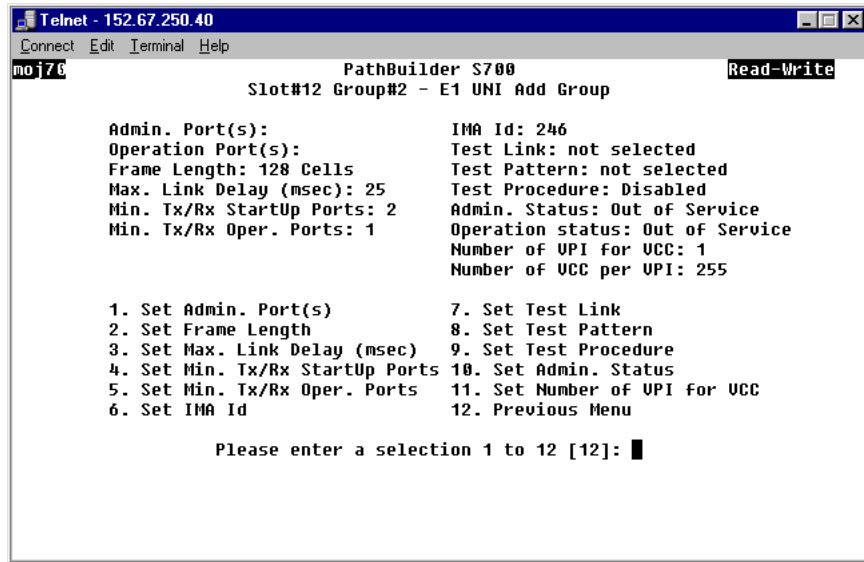 Telnet - 152.67.250.40
Connect Edit Terminal Help
moj70 PathBuilder S700 Read-Write
Slot#12 Group#2 - E1 UNI Add Group
Admin. Port(s): IMA Id: 246
Operation Port(s): Test Link: not selected
Frame Length: 128 Cells Test Pattern: not selected
Max. Link Delay (msec): 25 Test Procedure: Disabled
Min. Tx/Rx StartUp Ports: 2 Admin. Status: Out of Service
Min. Tx/Rx Oper. Ports: 1 Operation status: Out of Service
Number of VPI for VCC: 1
Number of VCC per VPI: 255
1. Set Admin. Port(s) 7. Set Test Link
2. Set Frame Length 8. Set Test Pattern
3. Set Max. Link Delay (msec) 9. Set Test Procedure
4. Set Min. Tx/Rx StartUp Ports 10. Set Admin. Status
5. Set Min. Tx/Rx Oper. Ports 11. Set Number of VPI for VCC
6. Set IMA Id 12. Previous Menu
Please enter a selection 1 to 12 [12]: